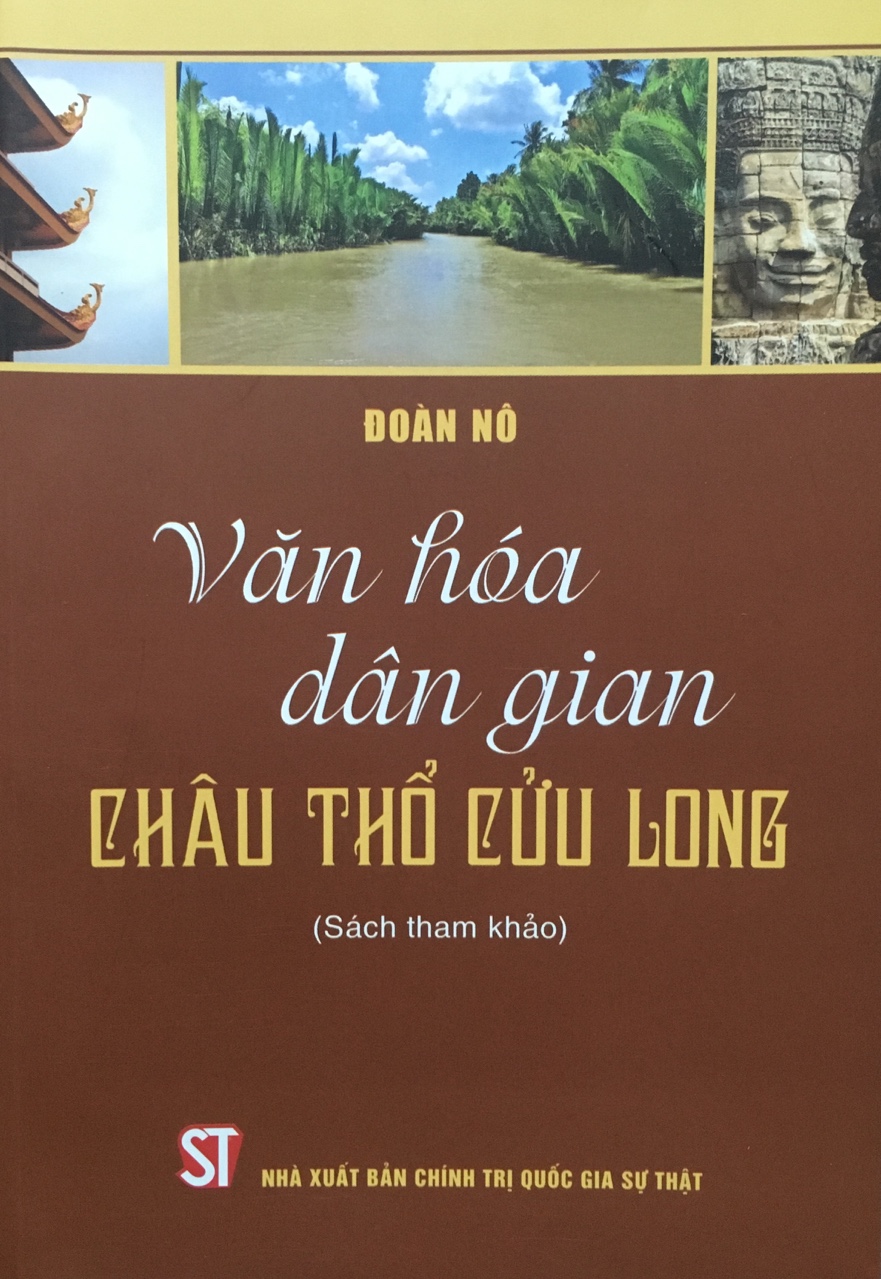 ĐOÀN NÔ
Văn hóa
dân gian
CHÂU THỔ CỬU LONG
(Sách tham khảo)
ST
NHÀ XUẤT BẢN CHÍNH TRỊ QUỐC GIA SỰ THẬT